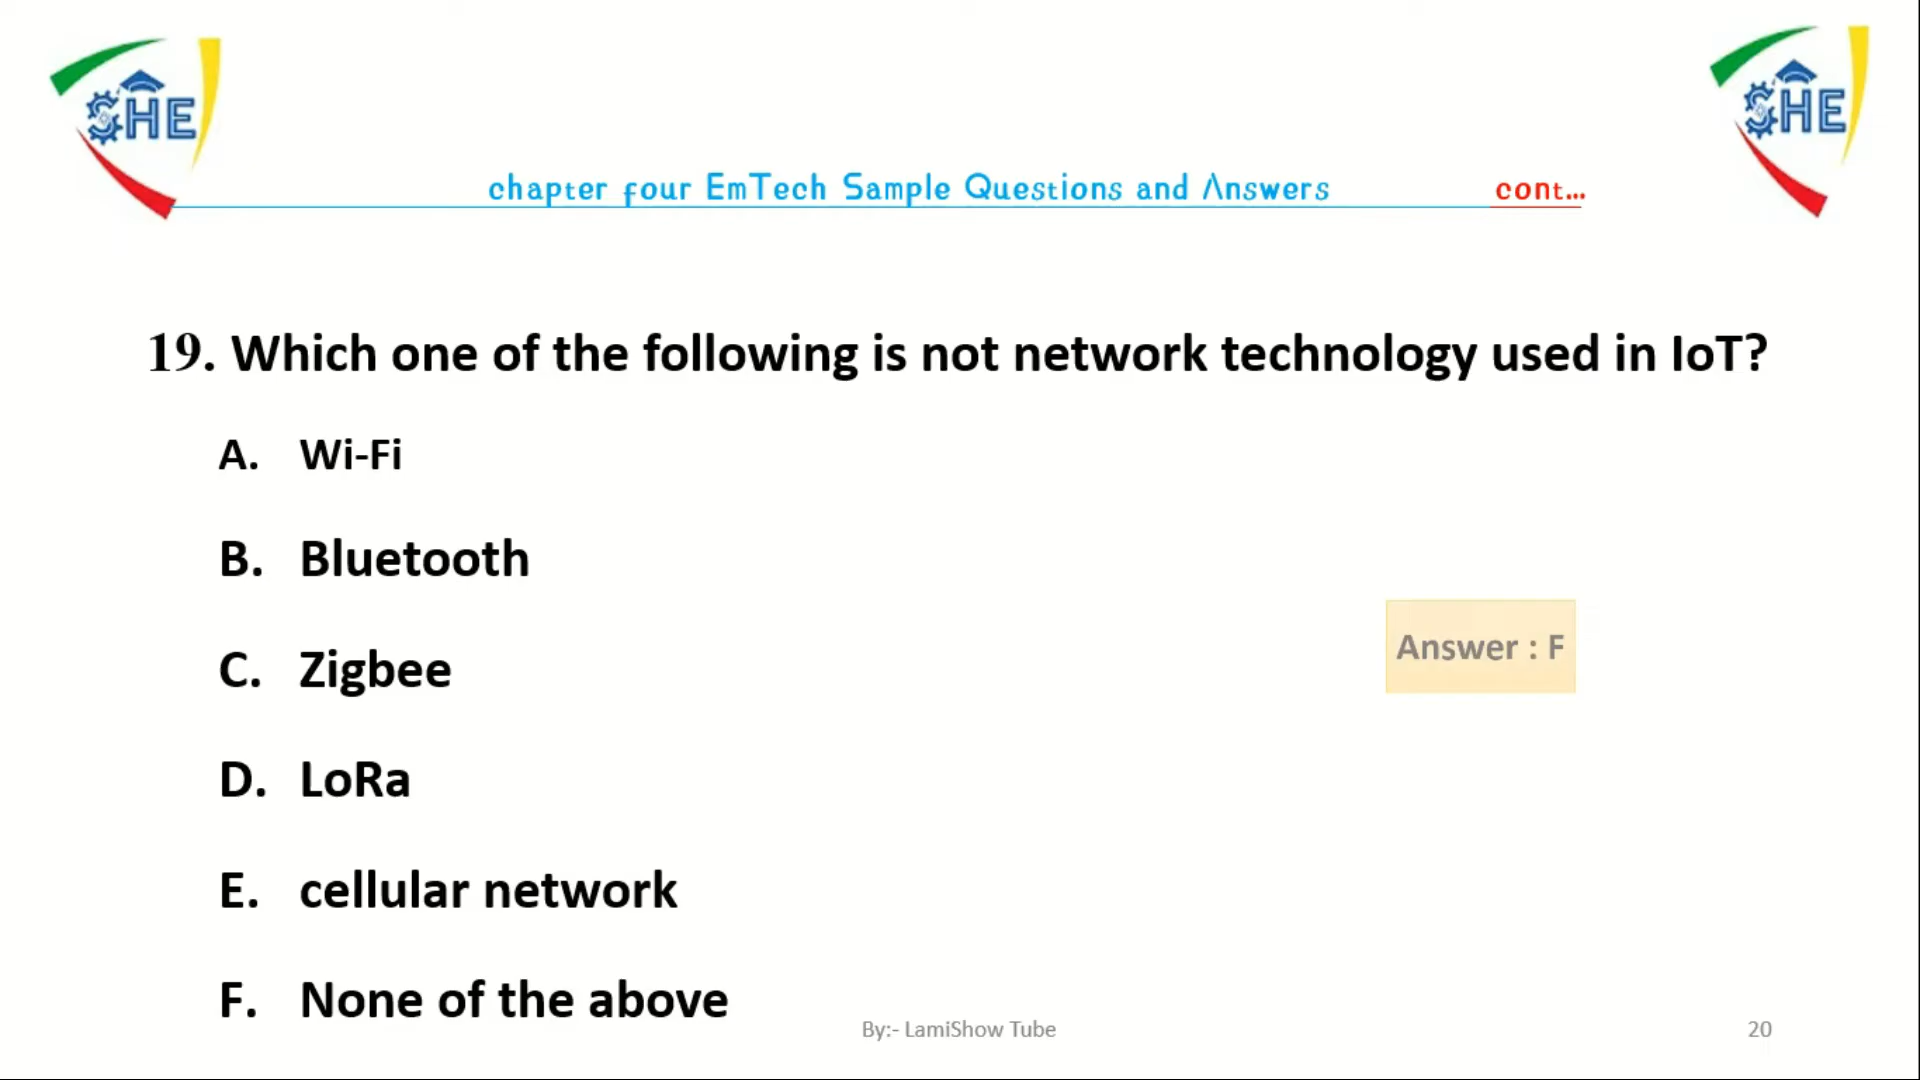 SHE
SHE
chapter four EmTech Sample Questions and Answers cont...
19. Which one of the following is not network technology used in IoT?
A. Wi-Fi
B. Bluetooth
C. Zigbee
Answer : F
D. LoRa
E. cellular network
F. None of the above
By:- LamiShow Tube
20